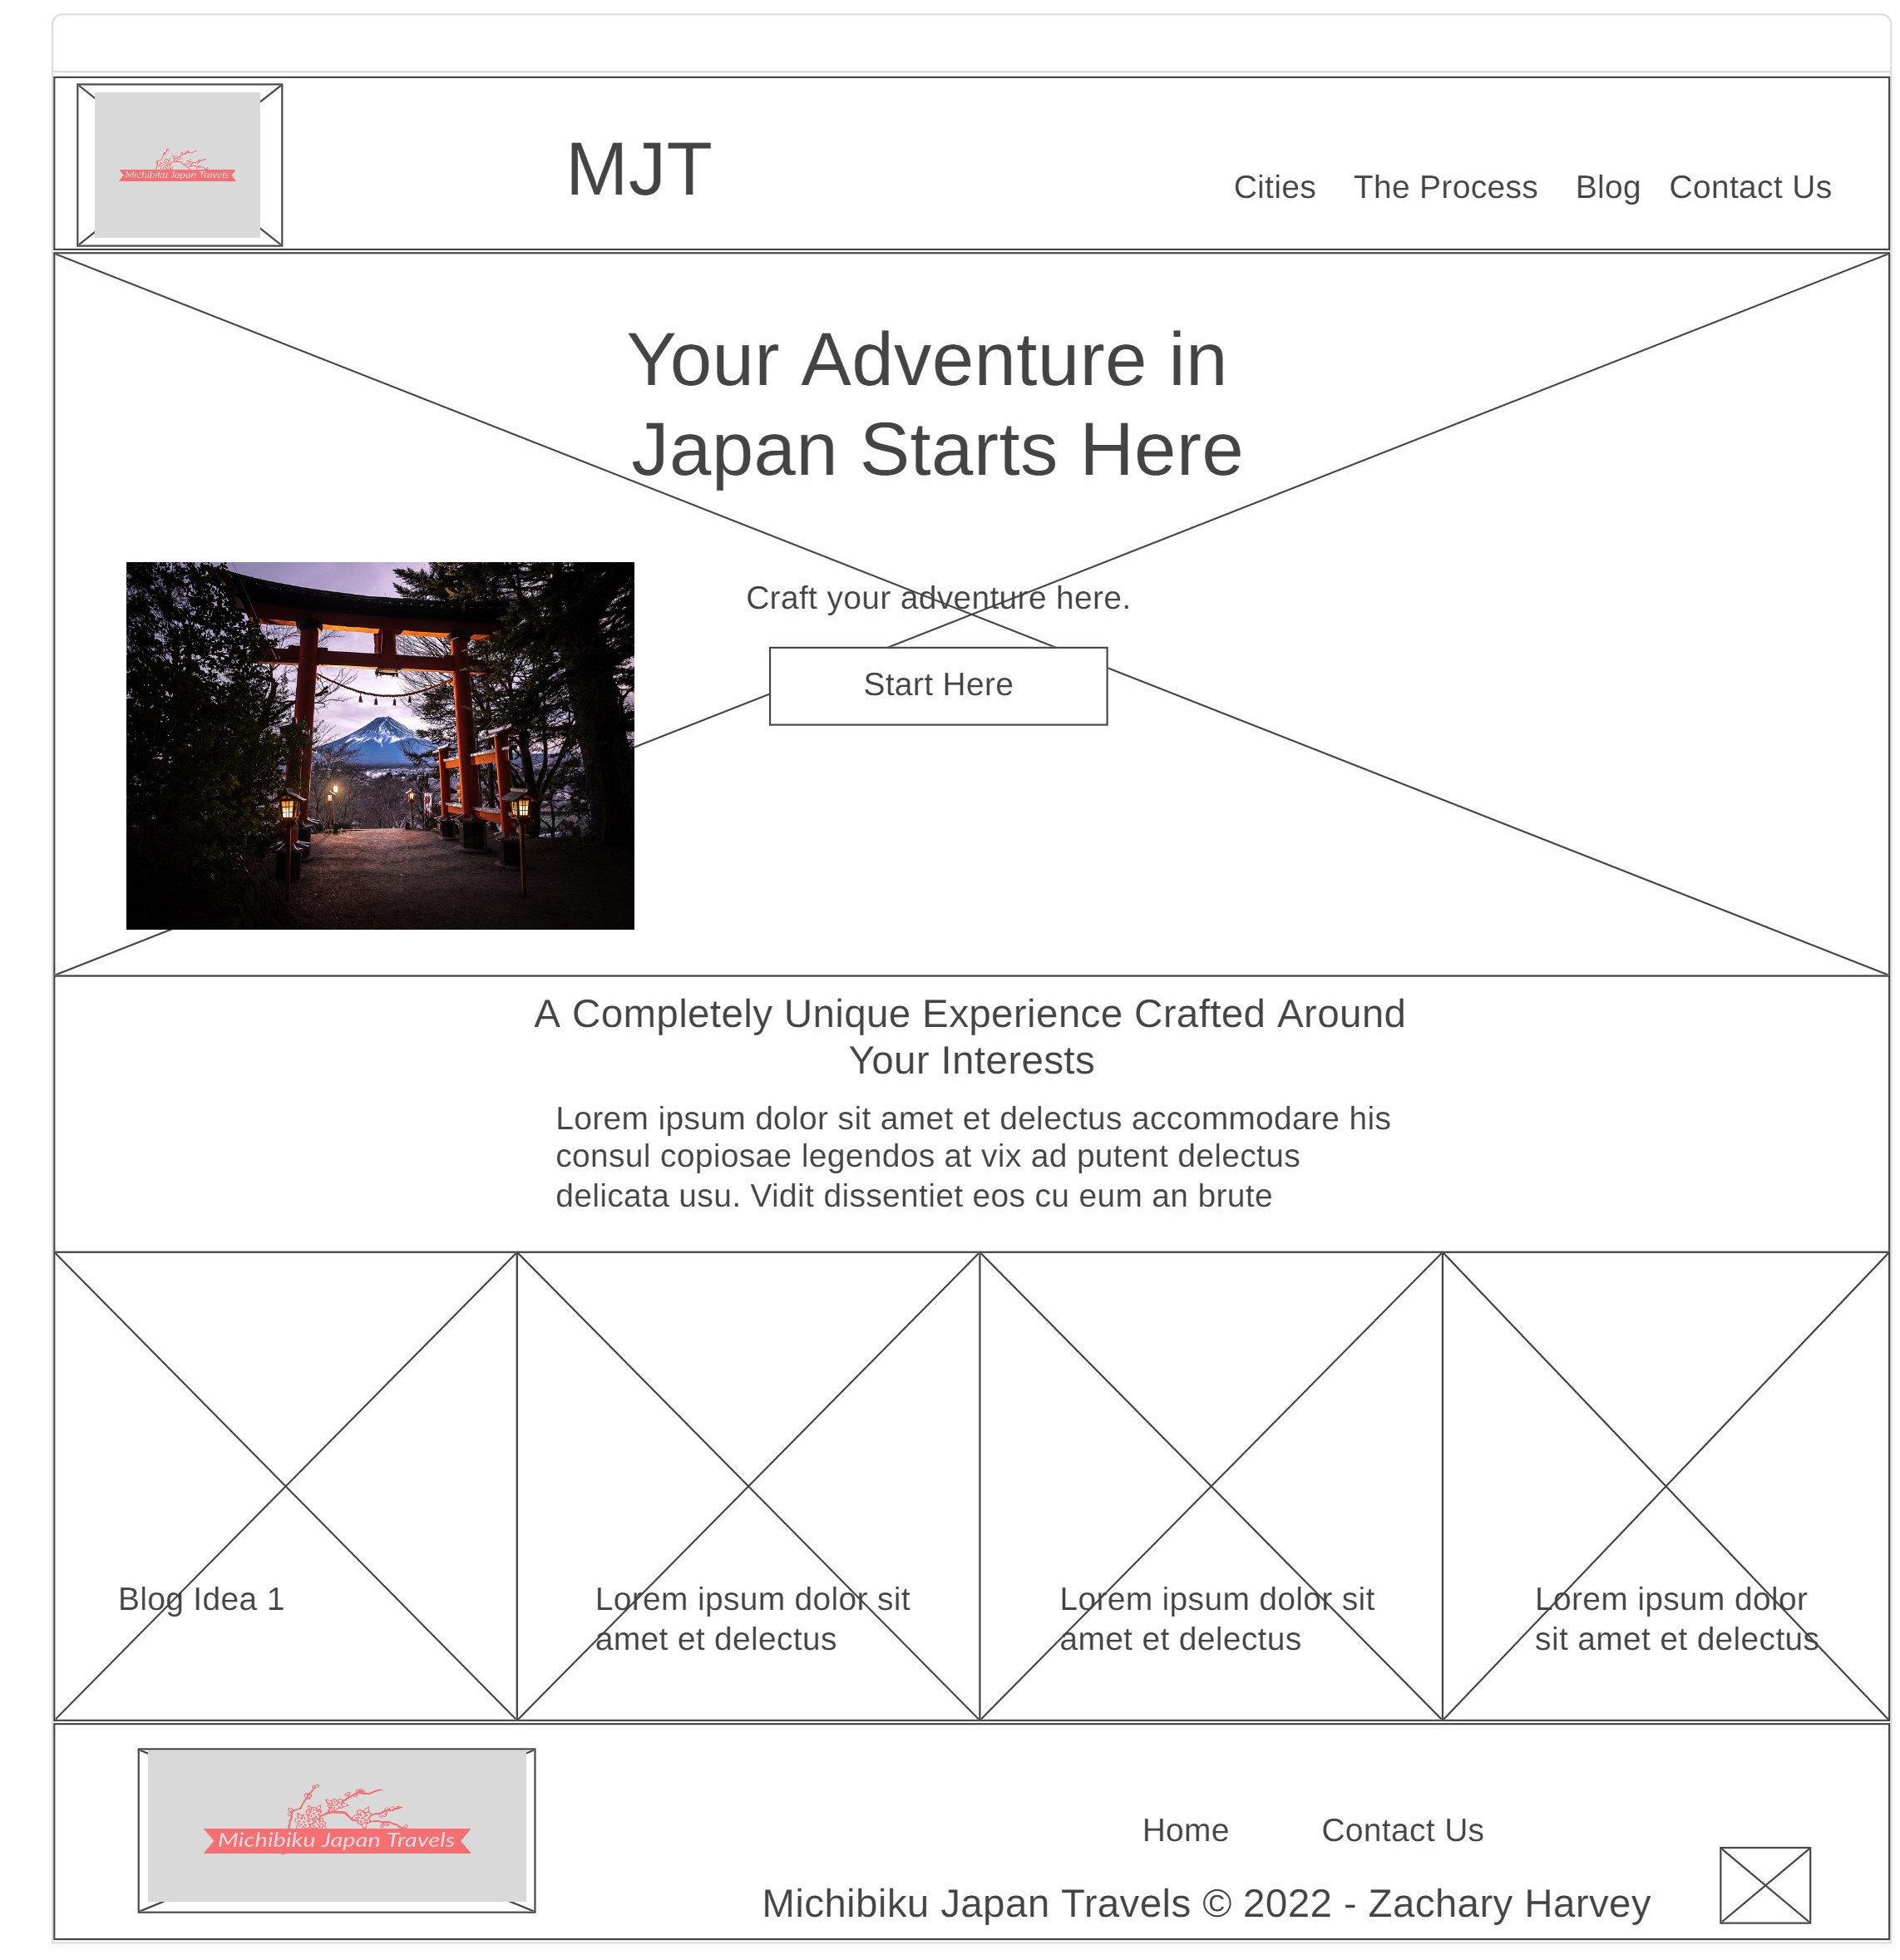 Michibiku Japan Travels
MJT
Cities The Process Blog Contact Us
Your Adventure in
Japan Starts Here
Craft your adventure here.
Start Here
A Completely Unique Experience Crafted Around
Your Interests
Lorem ipsum dolor sit amet et delectus accommodare his
consul copiosae legendos at vix ad putent delectus
delicata usu. Vidit dissentiet eos cu eum an brute
Blog Idea 1
Lorem ipsum dolor sit
amet et delectus
Lorem ipsum dolor sit
amet et delectus
Lorem ipsum dolor
sit amet et delectus
Michibiku Japan Travels
Home Contact Us
Michibiku Japan Travels © 2022 - Zachary Harvey